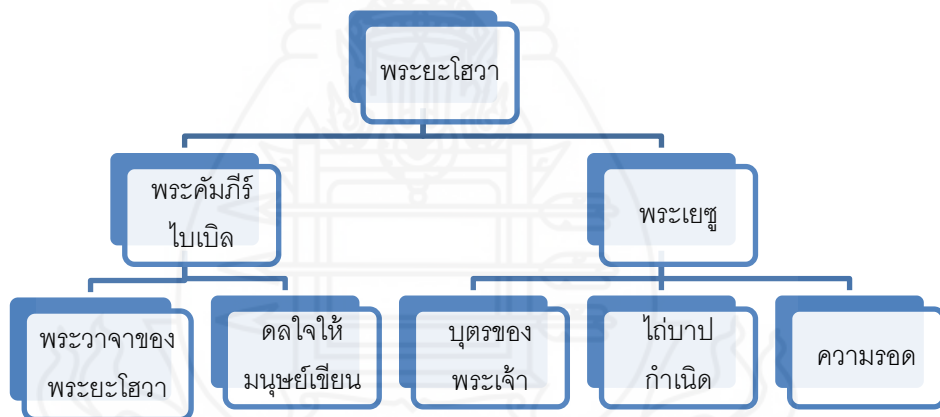 พระยะโฮวา
พระคัมภีร์
ไบเบิล
พระเยซู
พระวาจาของ
พระยะโฮวา
ดลใจให้
มนุษย์เขียน
บุตรของ
พระเจ้า
ไถ่บาป
กำเนิด
ความรอด